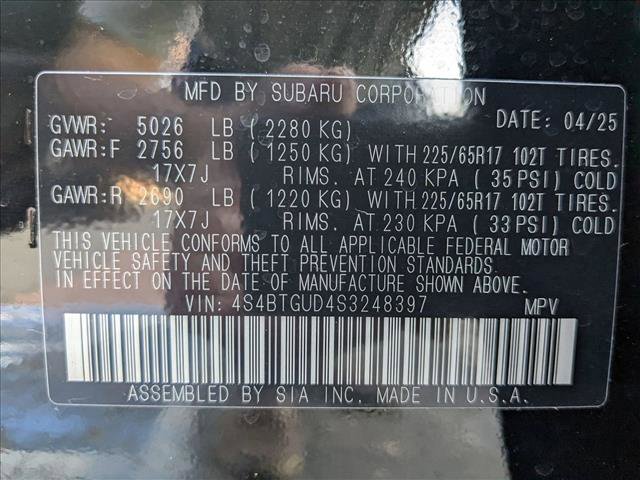 MFD BY SUBARU CORPORATION
DATE: 04/25
GVWR: 5026 LB (2280 KG)
GAWR:F 2756 LB (1250 KG) WITH 225/65R17 102T TIRES.
17X7J RIMS. AT 240 KPA (35 PSI) COLD
GAWR:R 2690 LB (1220 KG) WITH 225/65R17 102T TIRES.
17X7J RIMS. AT 230 KPA (33 PSI) COLD
THIS VEHICLE CONFORMS TO ALL APPLICABLE FEDERAL MOTOR
VEHICLE SAFETY AND THEFT PREVENTION STANDARDS.
IN EFFECT ON THE DATE OF MANUFACTURE SHOWN ABOVE.
VIN: 4S4BTGUD4S3248397 MPV
ASSEMBLED BY SIA INC. MADE IN U.S.A.